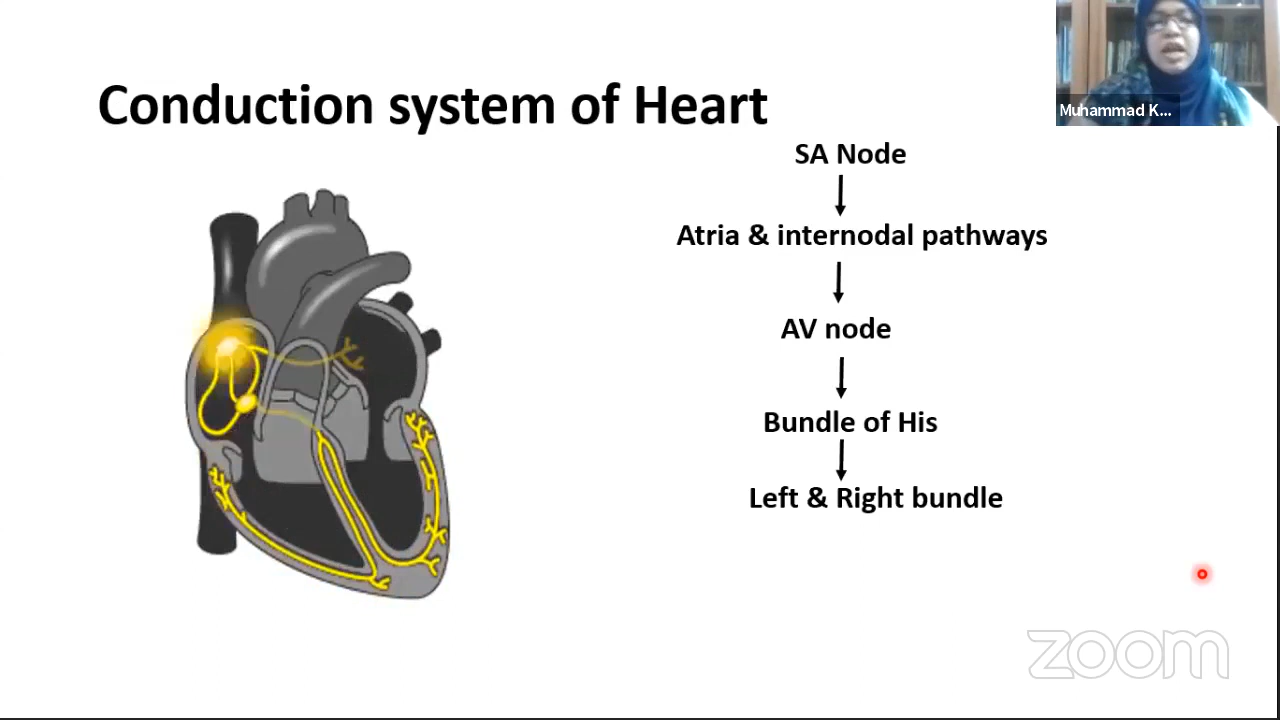 Conduction system of Heart
Muhammad K...
SA Node
Atria & internodal pathways
AV node
Bundle of His
Left & Right bundle
zoom